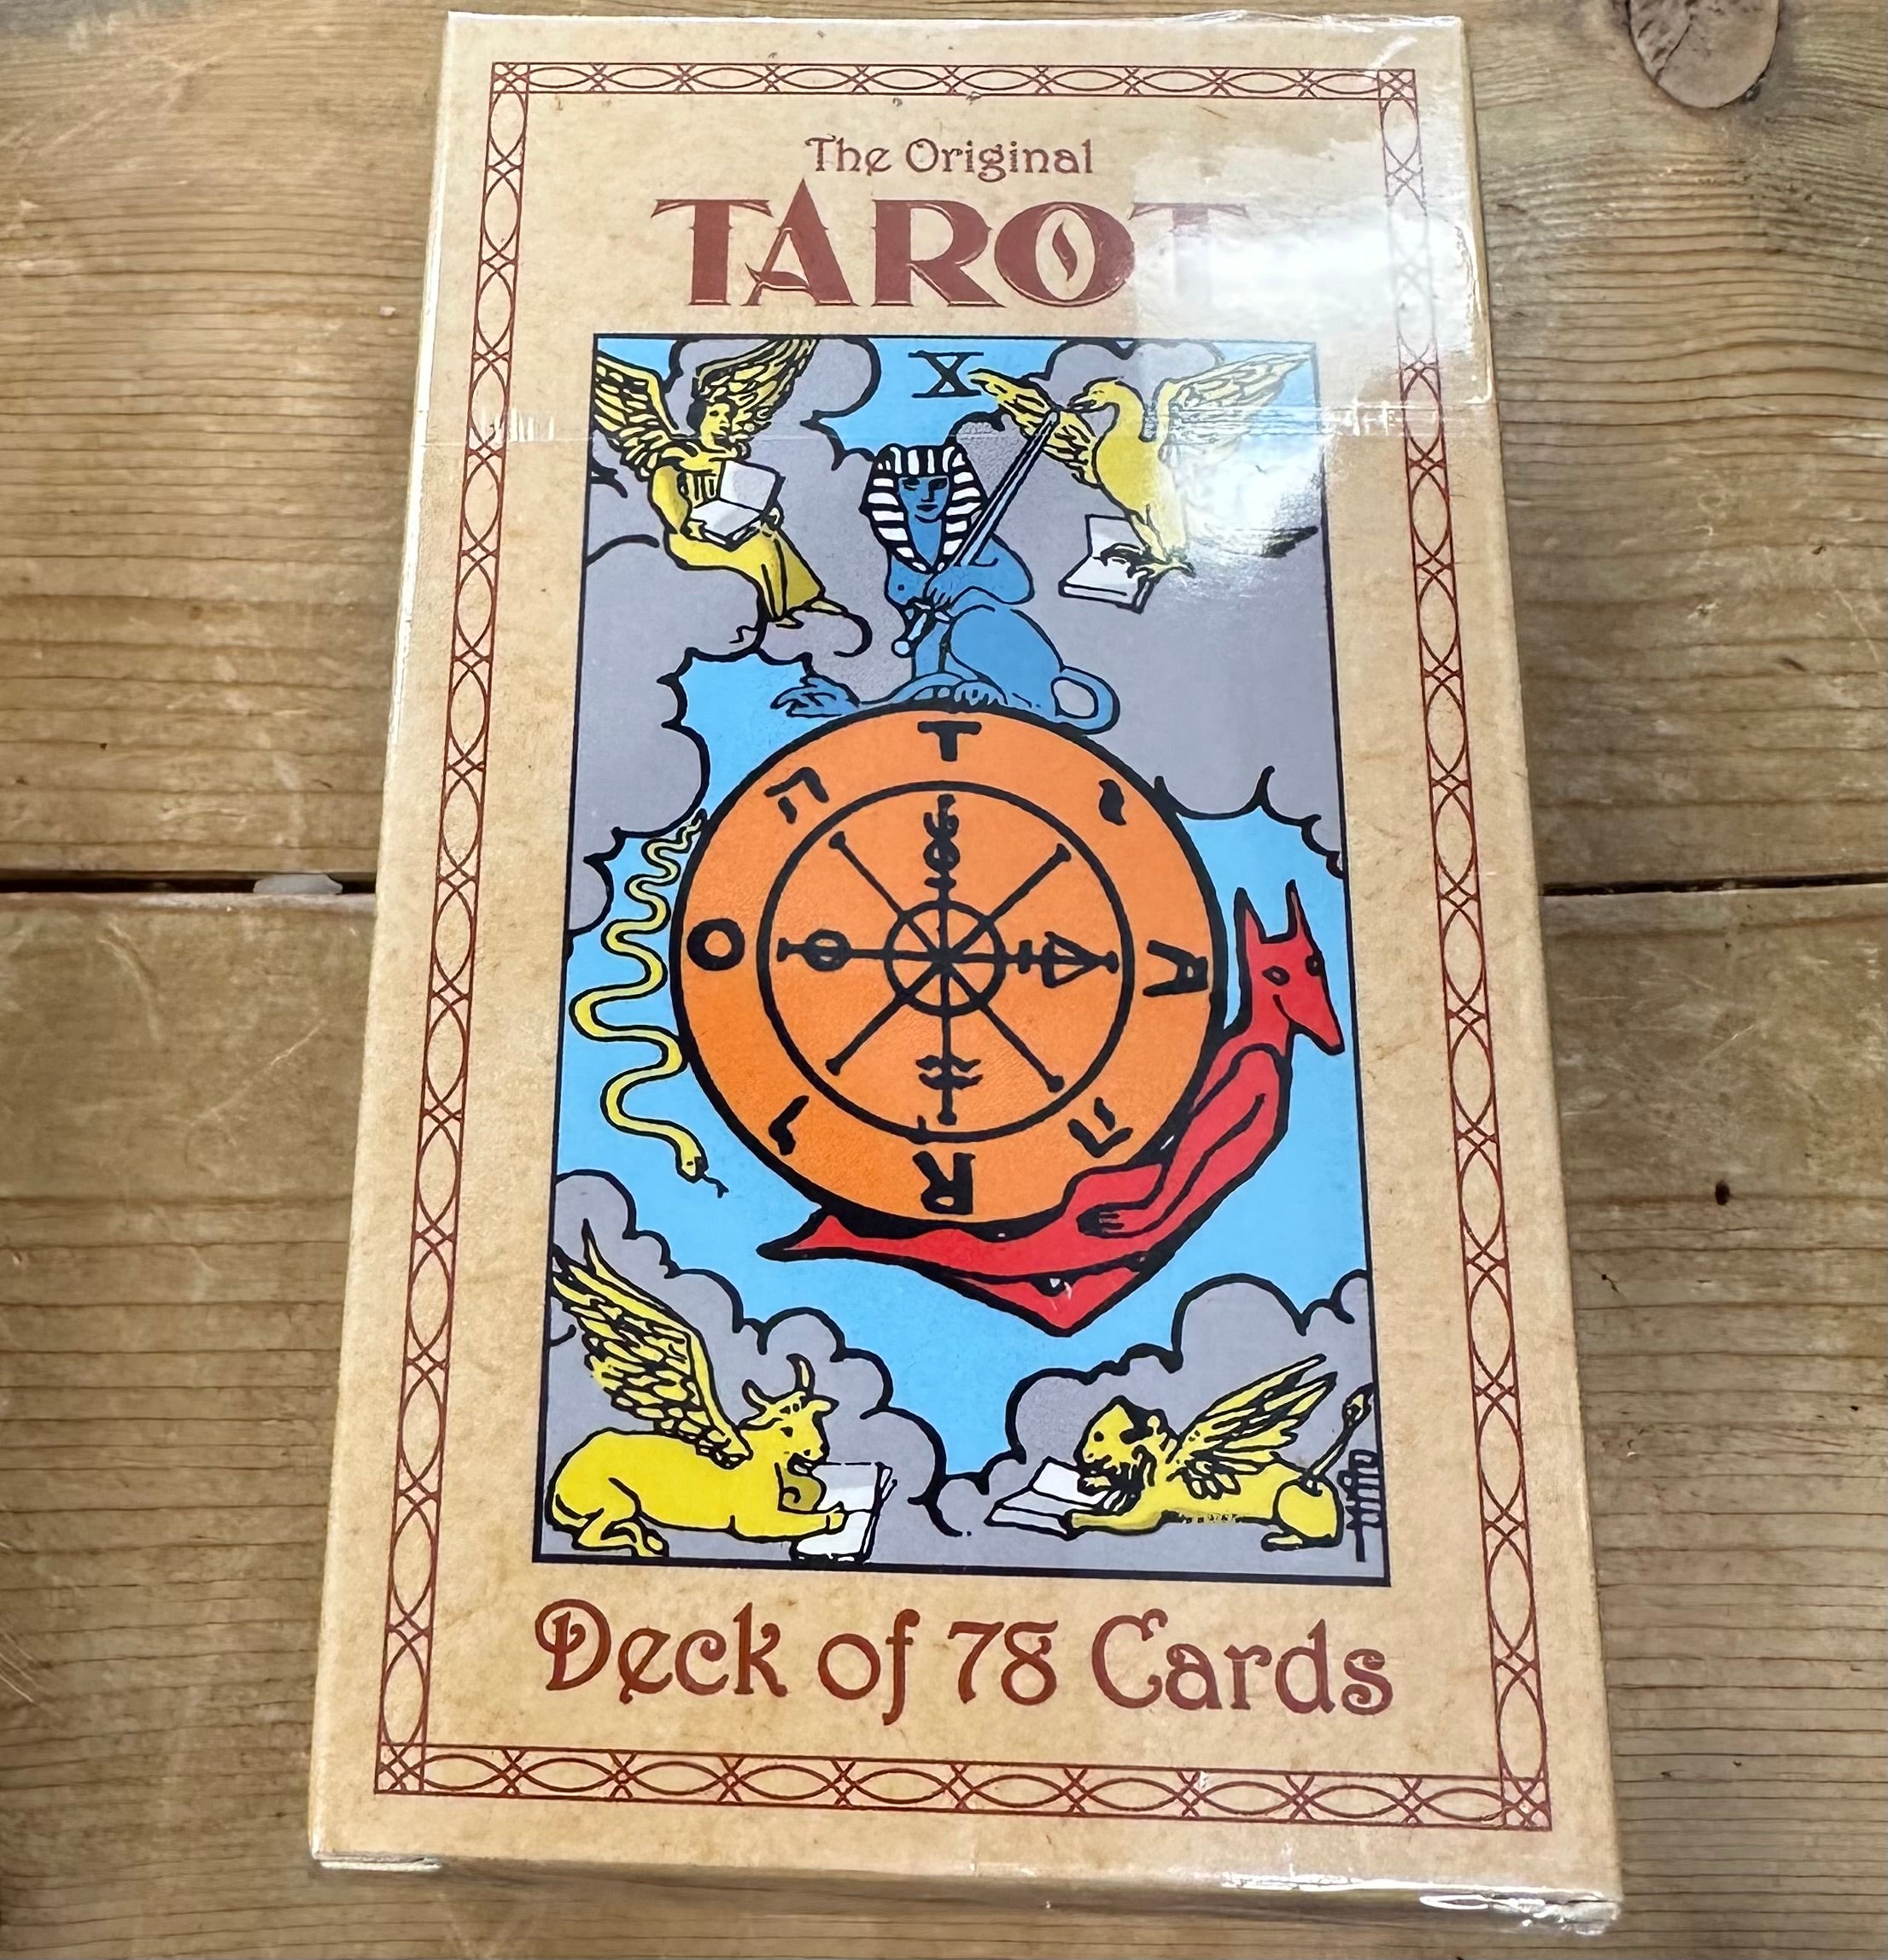 The Original
TAROT
X
T
ה י
O A
ו ה
R
Deck of 78 Cards